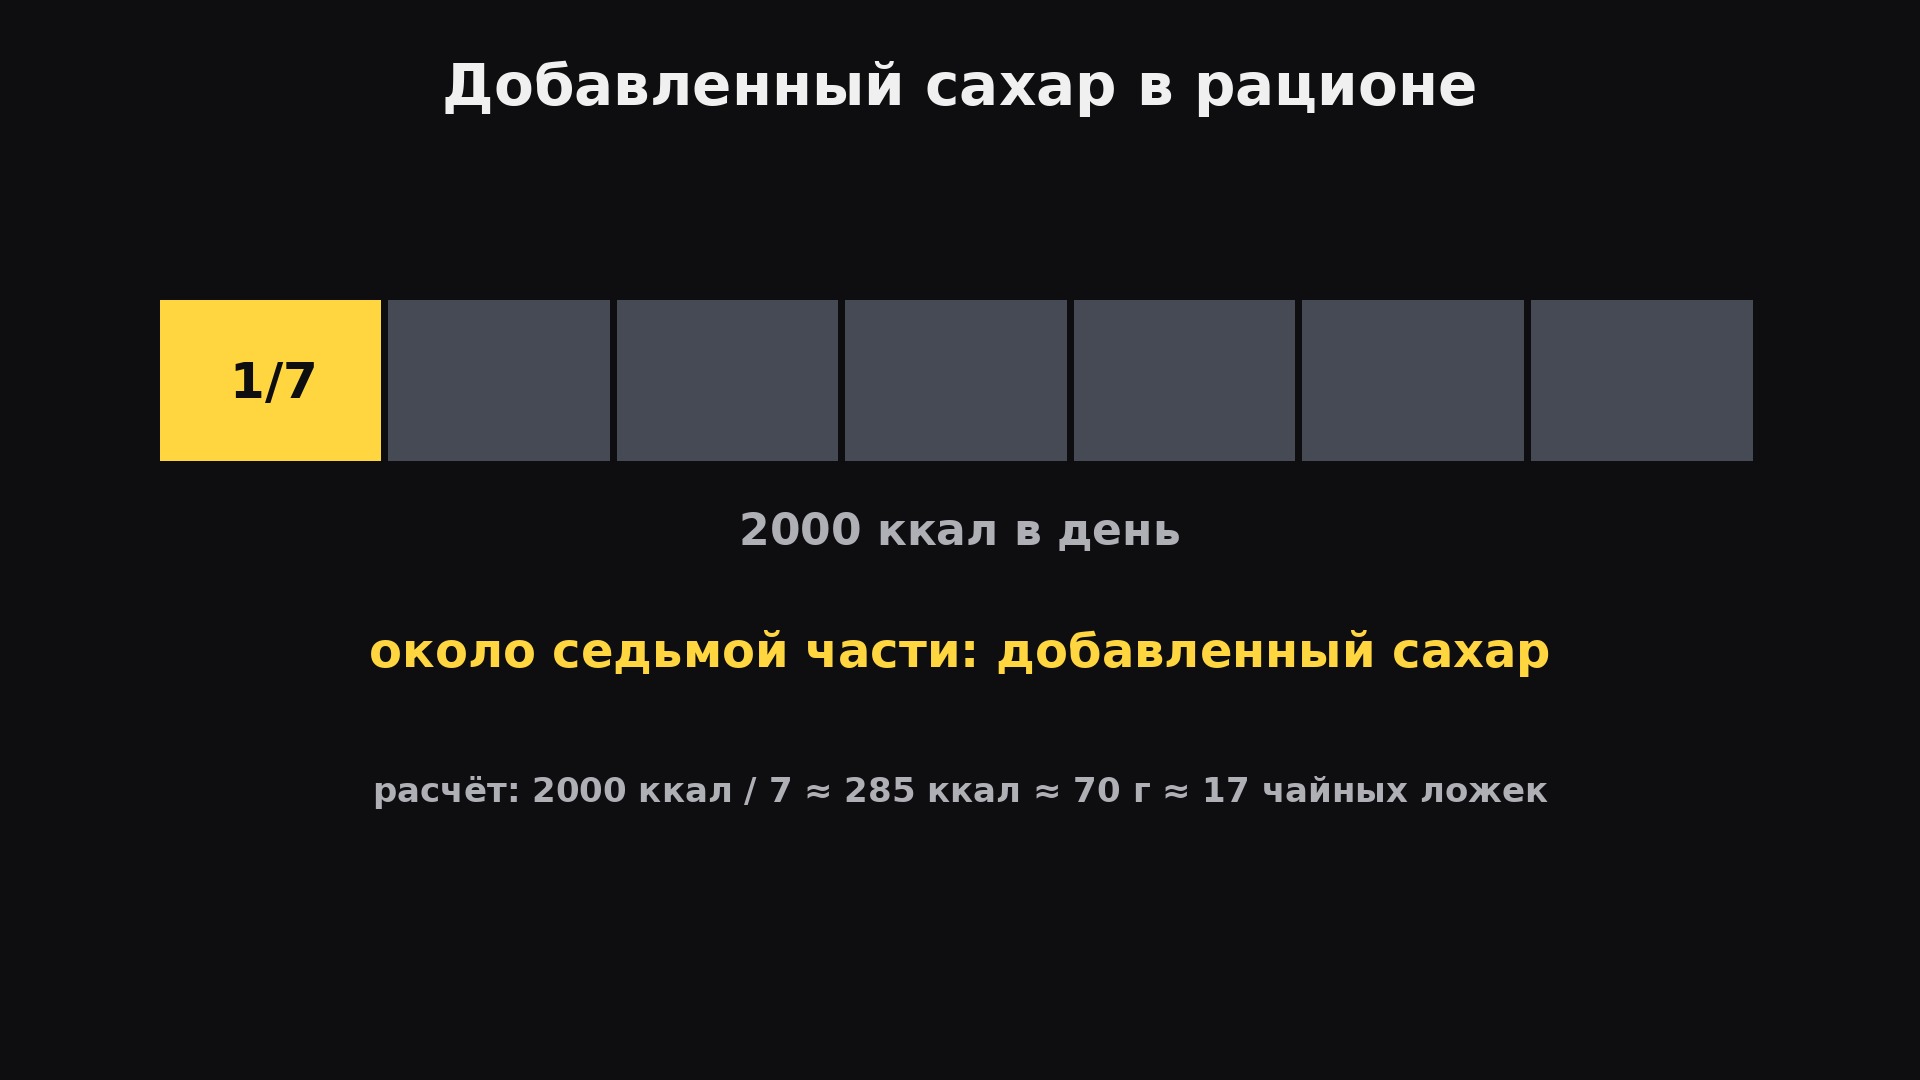 Добавленный сахар в рационе
1/7
2000 ккал в день
около седьмой части: добавленный сахар
расчёт: 2000 ккал / 7 ≈ 285 ккал ≈ 70 г ≈ 17 чайных ложек